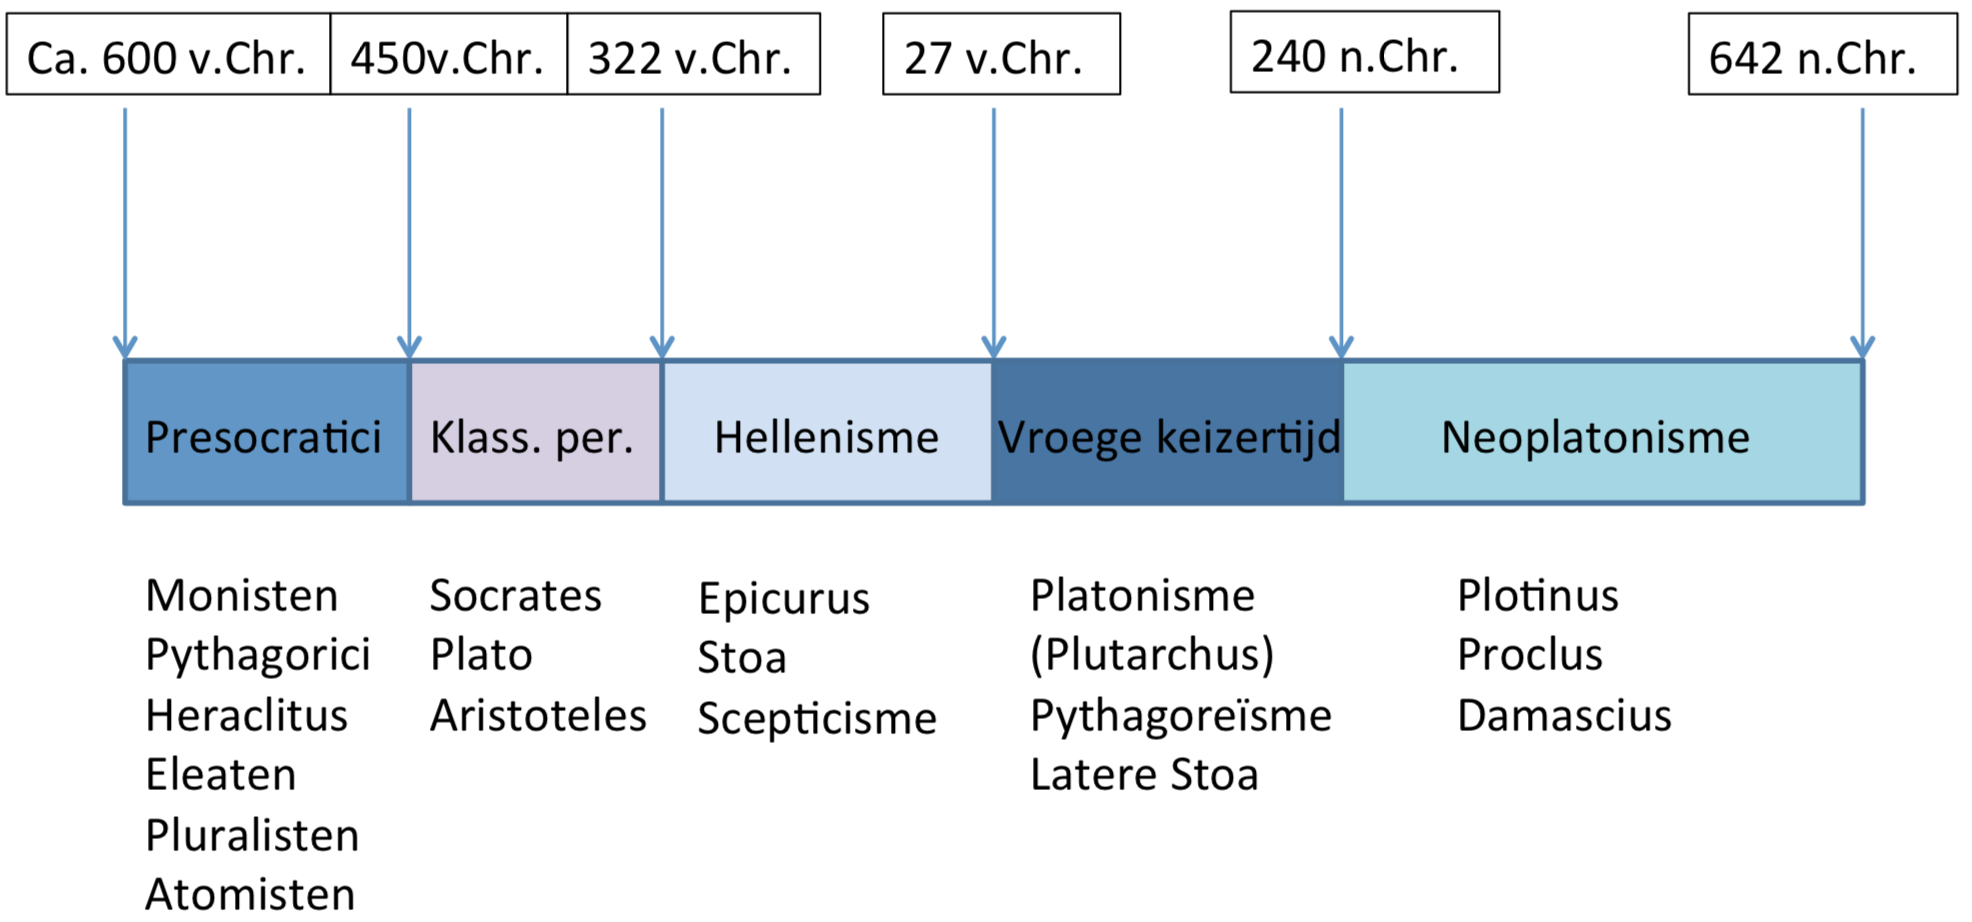 Ca. 600 v.Chr.
450v.Chr.
322 v.Chr.
27 v.Chr.
240 n.Chr.
642 n.Chr.
Presocratici
Klass. per.
Hellenisme
Vroege keizertijd
Neoplatonisme
Monisten
Pythagorici
Heraclitus
Eleaten
Pluralisten
Atomisten
Socrates
Plato
Aristoteles
Epicurus
Stoa
Scepticisme
Platonisme
(Plutarchus)
Pythagoreïsme
Latere Stoa
Plotinus
Proclus
Damascius